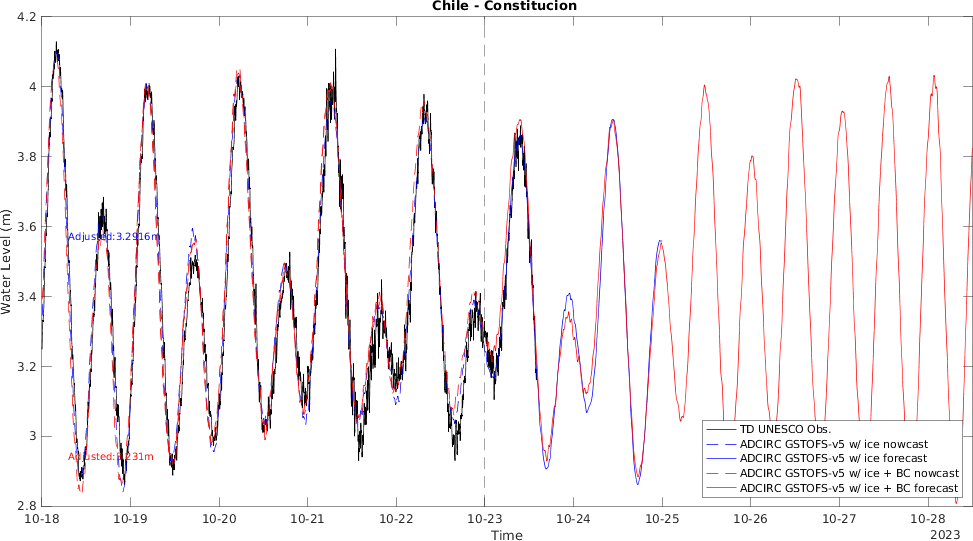 Chile - Constitucion
4.2
4
3.8
3.6
3.4
3.2
3
2.8
Water Level (m)
Adjusted:3.2916m
Adjusted:3.231m
TD UNESCO Obs.
ADCIRC GSTOFS-v5 w/ ice nowcast
ADCIRC GSTOFS-v5 w/ ice forecast
ADCIRC GSTOFS-v5 w/ ice + BC nowcast
ADCIRC GSTOFS-v5 w/ ice + BC forecast
10-18 10-19 10-20 10-21 10-22 10-23 10-24 10-25 10-26 10-27 10-28
2023
Time